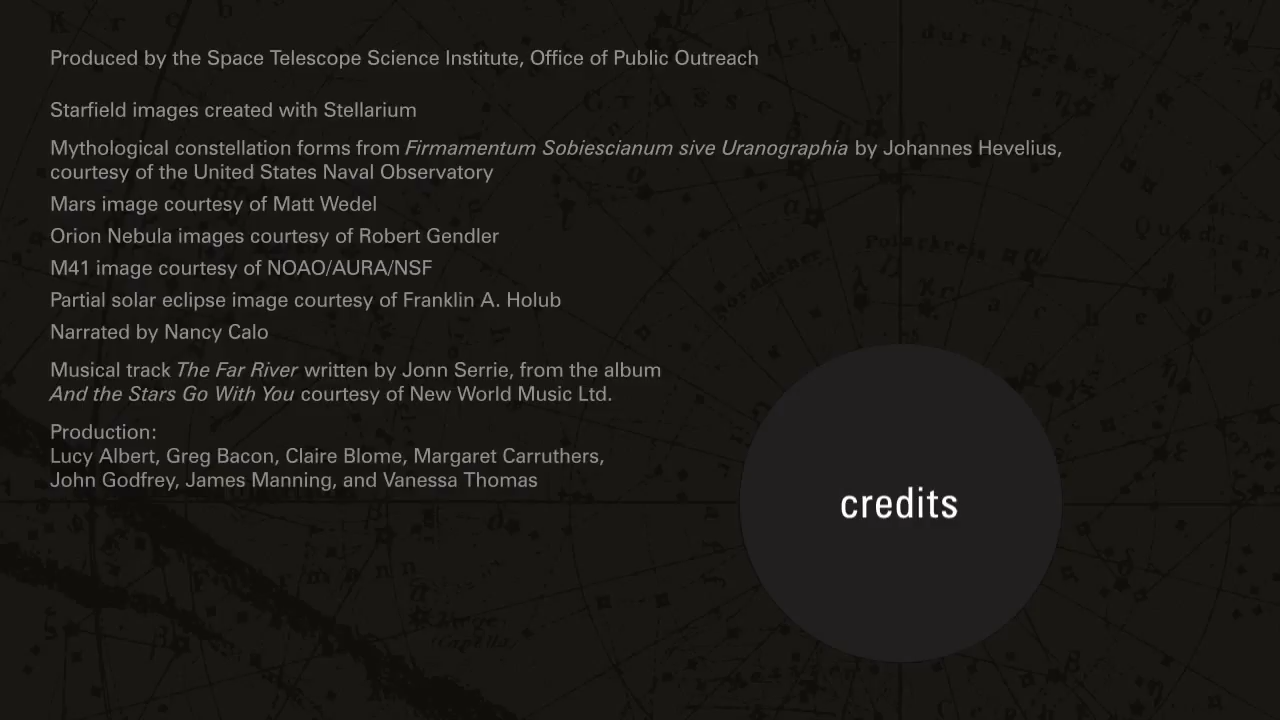 Produced by the Space Telescope Science Institute, Office of Public Outreach
Starfield images created with Stellarium
Mythological constellation forms from Firmamentum Sobiescianum sive Uranographia by Johannes Hevelius,
courtesy of the United States Naval Observatory
Mars image courtesy of Matt Wedel
Orion Nebula images courtesy of Robert Gendler
M41 image courtesy of NOAO/AURA/NSF
Partial solar eclipse image courtesy of Franklin A. Holub
Narrated by Nancy Calo
Musical track The Far River written by Jonn Serrie, from the album
And the Stars Go With You courtesy of New World Music Ltd.
Production:
Lucy Albert, Greg Bacon, Claire Blome, Margaret Carruthers,
John Godfrey, James Manning, and Vanessa Thomas
credits
durch
Polarkreis